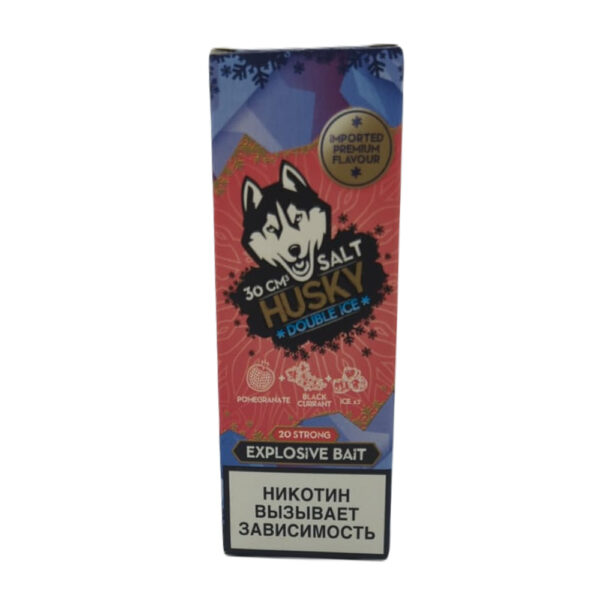 IMPORTED
PREMIUM
FLAVOUR
30 CM³ SALT
HUSKY
*DOUBLE ICE*
POMEGRANATE
+
BLACK
CURRANT
+
ICE x2
20 STRONG
EXPLOSIVE BAIT
НИКОТИН
ВЫЗЫВАЕТ
ЗАВИСИМОСТЬ